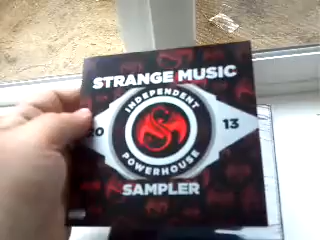 STRANGE MUSIC
INDEPENDENT
20 13
POWERHOUSE
SAMPLER